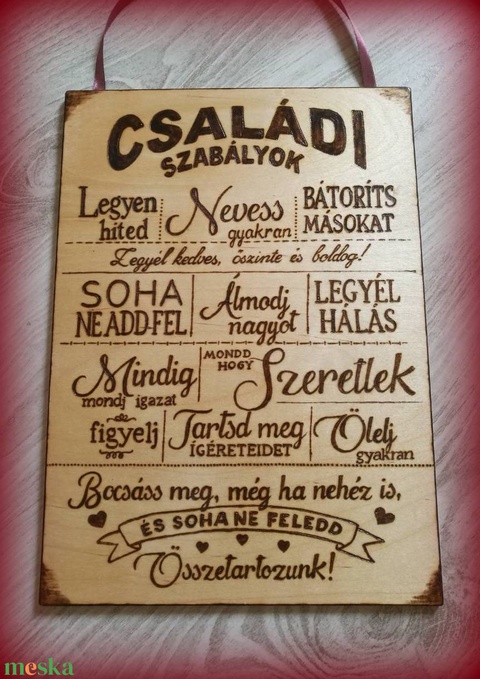 CSALÁDI
SZABÁLYOK
Legyen hited
Nevess gyakran
BÁTORÍTS MÁSOKAT
Legyél kedves, őszinte és boldog!
SOHA NE ADD FEL
Álmodj nagyot
LEGYÉL HÁLÁS
Mindig mondj igazat
MONDD HOGY Szeretlek
figyelj
Tartsd meg ÍGÉRETEIDET
Ölelj gyakran
Bocsáss meg, még ha nehéz is,
ÉS SOHA NE FELEDD
Összetartozunk!
meska